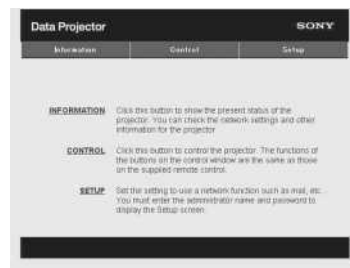 Data Projector
SONY
Information Control Setup
INFORMATION Click this button to show the present status of the
projector. You can check the network settings and other
information for the projector
CONTROL Click this button to control the projector. The functions of
the buttons on the control window are the same as those
on the supplied remote control.
SETUP Set the setting to use a network function such as mail, etc.
You must enter the administrator name and password to
display the Setup screen.